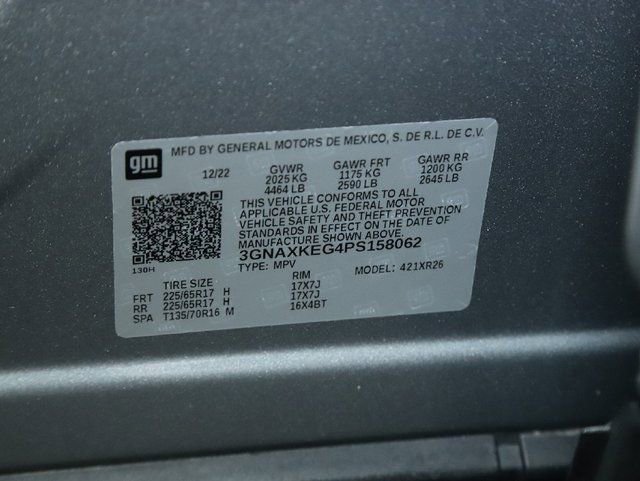 gm
MFD BY GENERAL MOTORS DE MEXICO, S. DE R.L. DE C.V.
12/22 GVWR GAWR FRT GAWR RR
2025 KG 1175 KG 1200 KG
4464 LB 2590 LB 2645 LB
THIS VEHICLE CONFORMS TO ALL
APPLICABLE U.S. FEDERAL MOTOR
VEHICLE SAFETY AND THEFT PREVENTION
STANDARDS IN EFFECT ON THE DATE OF
MANUFACTURE SHOWN ABOVE.
3GNAXKEG4PS158062
130H TYPE: MPV MODEL: 421XR26
TIRE SIZE RIM
FRT 225/65R17 H 17X7J
RR 225/65R17 H 17X7J
SPA T135/70R16 M 16X4BT